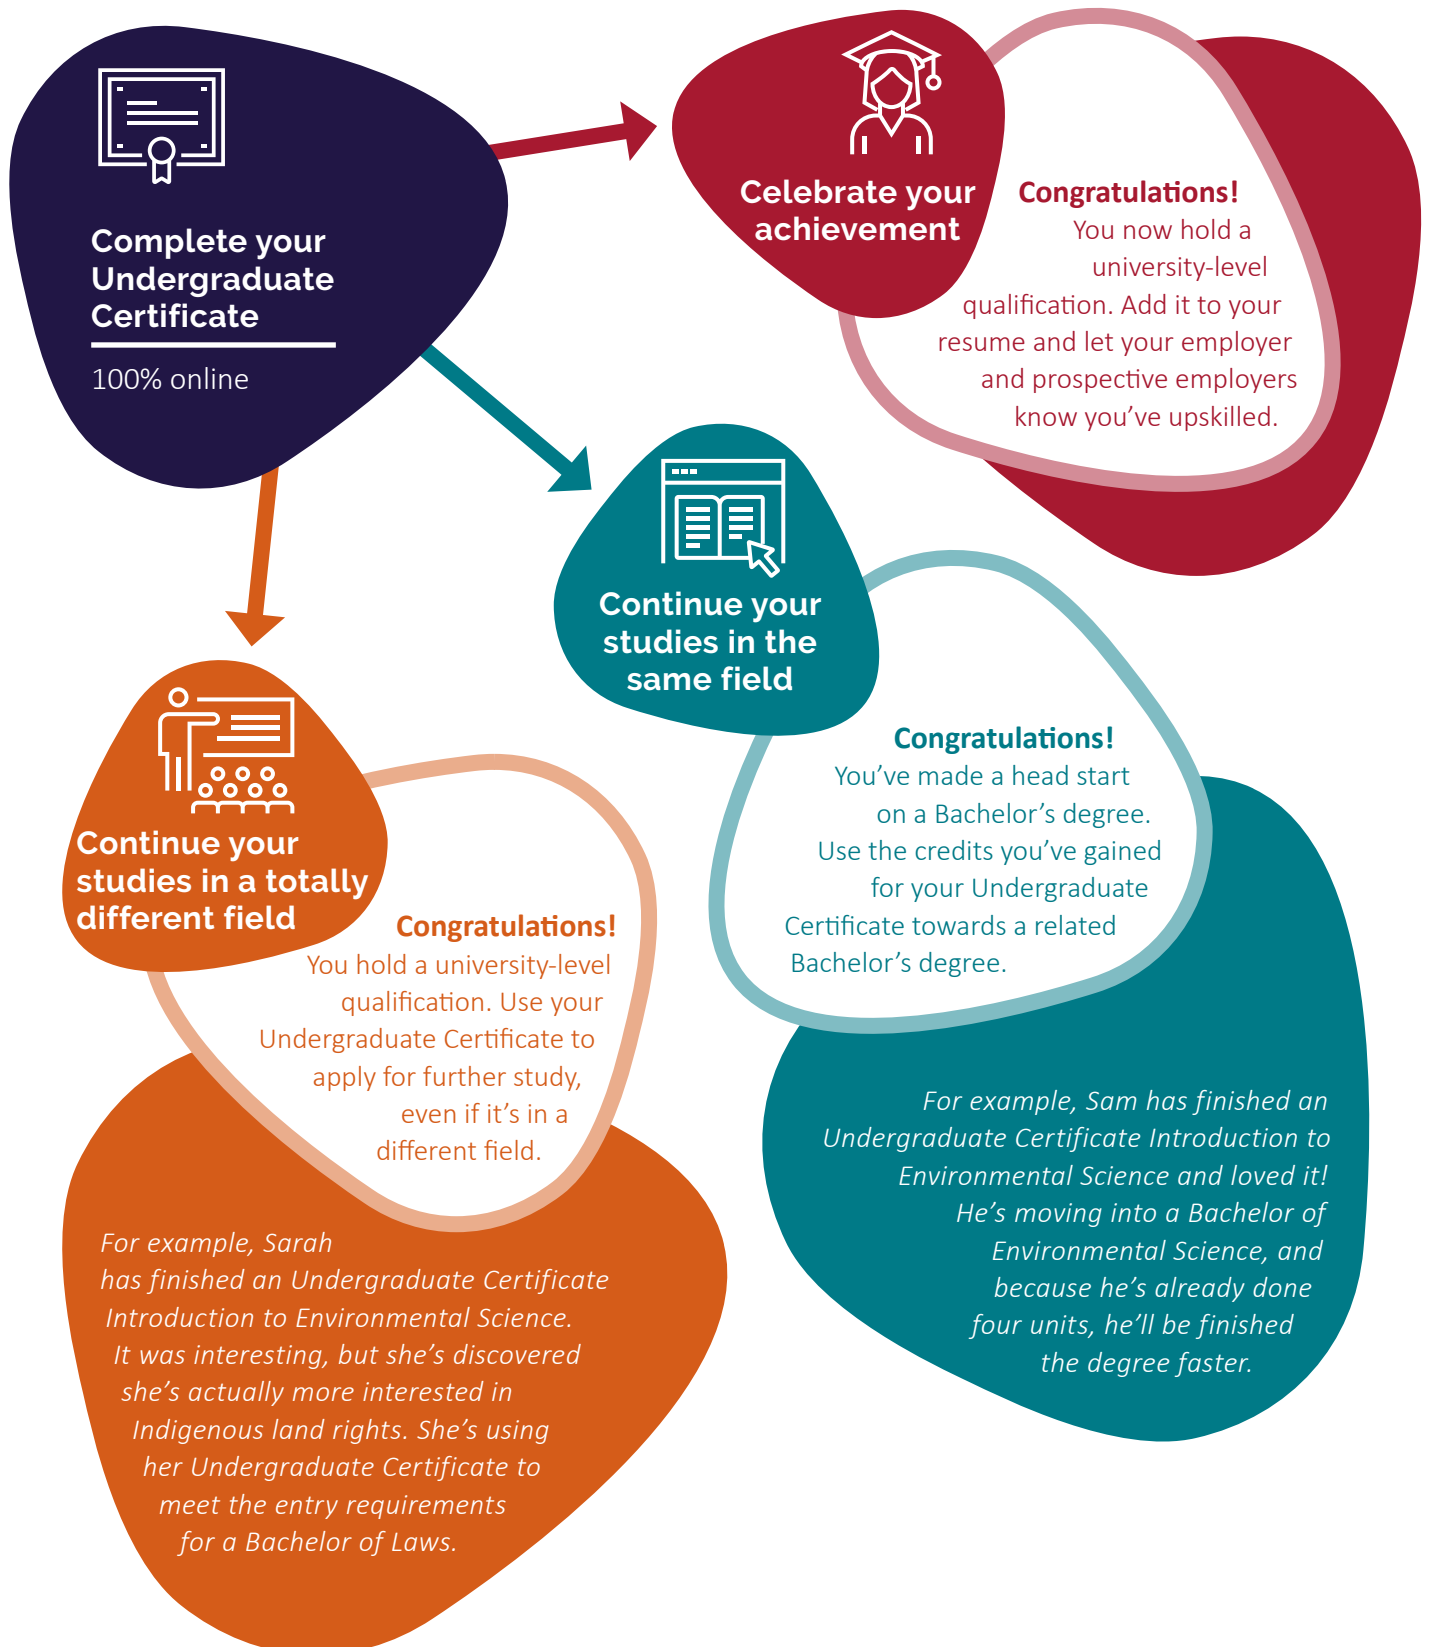 Complete your
Undergraduate
Certificate
100% online
Celebrate your
achievement
Congratulations!
You now hold a
university-level
qualification. Add it to your
resume and let your employer
and prospective employers
know you’ve upskilled.
Continue your
studies in the
same field
Congratulations!
You’ve made a head start
on a Bachelor’s degree.
Use the credits you’ve gained
for your Undergraduate
Certificate towards a related
Bachelor’s degree.
For example, Sam has finished an
Undergraduate Certificate Introduction to
Environmental Science and loved it!
He’s moving into a Bachelor of
Environmental Science, and
because he’s already done
four units, he’ll be finished
the degree faster.
Continue your
studies in a totally
different field
Congratulations!
You hold a university-level
qualification. Use your
Undergraduate Certificate to
apply for further study,
even if it’s in a
different field.
For example, Sarah
has finished an Undergraduate Certificate
Introduction to Environmental Science.
It was interesting, but she’s discovered
she’s actually more interested in
Indigenous land rights. She’s using
her Undergraduate Certificate to
meet the entry requirements
for a Bachelor of Laws.